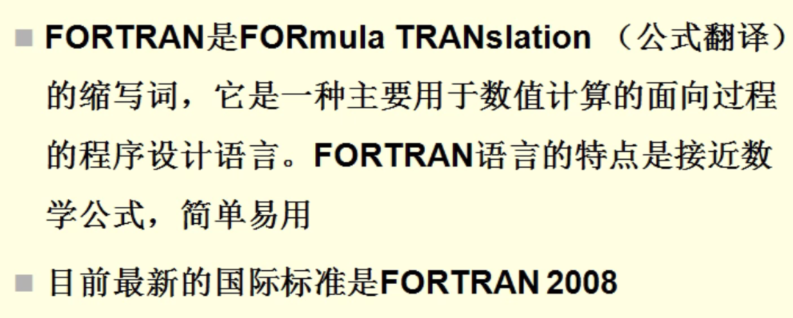 FORTRAN是FORmula TRANslation （公式翻译）
的缩写词，它是一种主要用于数值计算的面向过程
的程序设计语言。FORTRAN语言的特点是接近数
学公式，简单易用
目前最新的国际标准是FORTRAN 2008